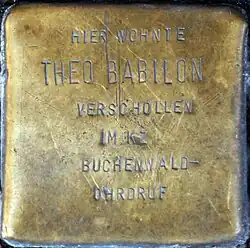 HIER WOHNTE
THEO BABILON
VERSCHOLLEN
IM KZ
BUCHENWALD-
OHRDRUF